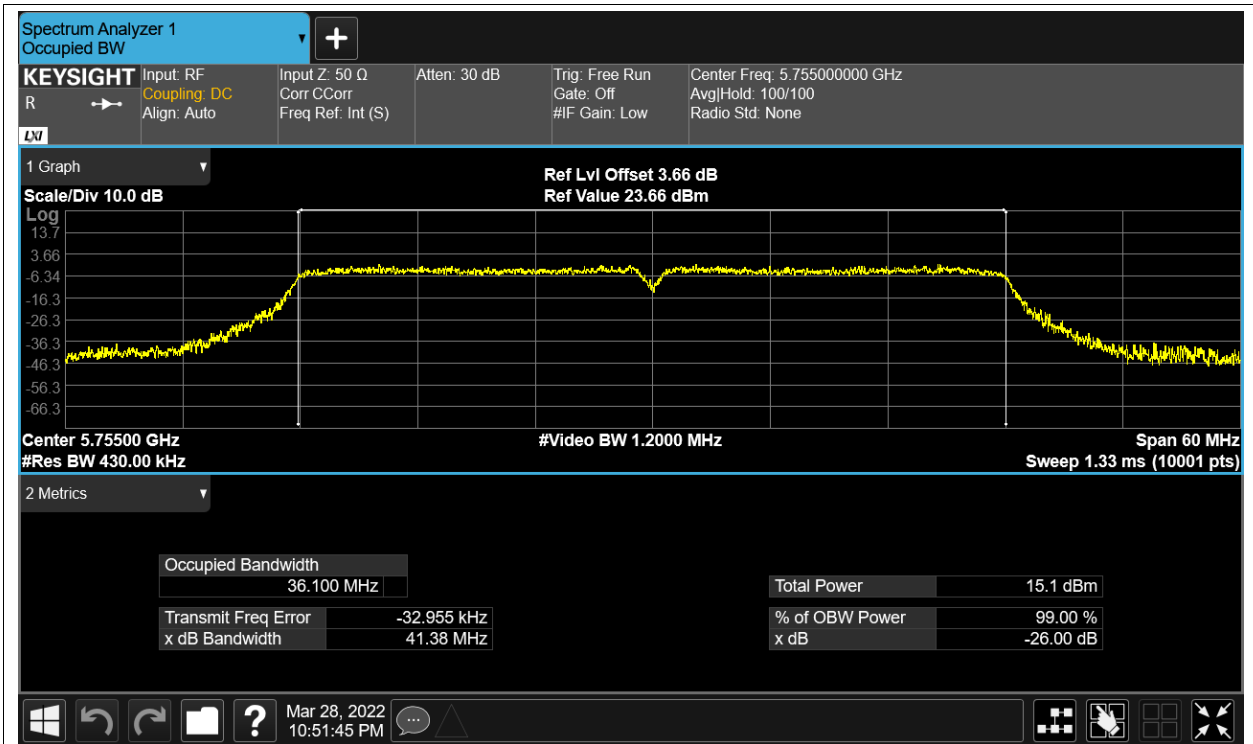 Spectrum Analyzer 1
Occupied BW
KEYSIGHT
R
LXI
Input: RF
Coupling: DC
Align: Auto
Input Z: 50 Ω
Corr CCorr
Freq Ref: Int (S)
Atten: 30 dB
Trig: Free Run
Gate: Off
#IF Gain: Low
Center Freq: 5.755000000 GHz
Avg|Hold: 100/100
Radio Std: None
1 Graph
Scale/Div 10.0 dB
Ref Lvl Offset 3.66 dB
Ref Value 23.66 dBm
Log
13.7
3.66
-6.34
-16.3
-26.3
-36.3
-46.3
-56.3
-66.3
Center 5.75500 GHz
#Video BW 1.2000 MHz
Span 60 MHz
#Res BW 430.00 kHz
Sweep 1.33 ms (10001 pts)
2 Metrics
Occupied Bandwidth
36.100 MHz
Transmit Freq Error -32.955 kHz
x dB Bandwidth 41.38 MHz
Total Power 15.1 dBm
% of OBW Power 99.00 %
x dB -26.00 dB
?
Mar 28, 2022
10:51:45 PM